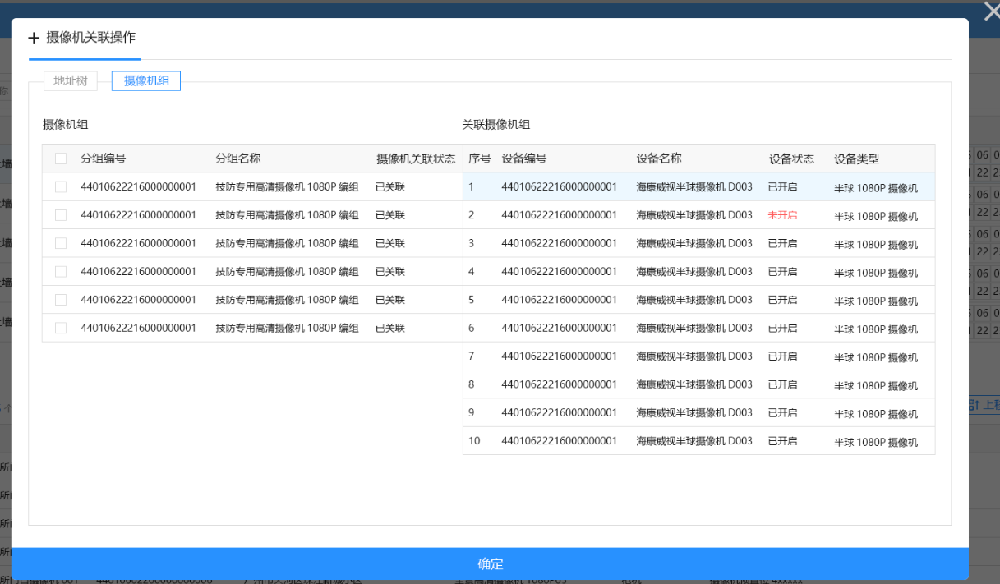 摄像机关联操作
地址树 摄像机组
摄像机组 关联摄像机组
分组编号 分组名称 摄像机关联状态 序号 设备编号 设备名称 设备状态 设备类型
44010622216000000001 技防专用高清摄像机 1080P 编组 已关联 1 44010622216000000001 海康威视半球摄像机 D003 已开启 半球 1080P 摄像机
44010622216000000001 技防专用高清摄像机 1080P 编组 已关联 2 44010622216000000001 海康威视半球摄像机 D003 未开启 半球 1080P 摄像机
44010622216000000001 技防专用高清摄像机 1080P 编组 已关联 3 44010622216000000001 海康威视半球摄像机 D003 已开启 半球 1080P 摄像机
44010622216000000001 技防专用高清摄像机 1080P 编组 已关联 4 44010622216000000001 海康威视半球摄像机 D003 已开启 半球 1080P 摄像机
44010622216000000001 技防专用高清摄像机 1080P 编组 已关联 5 44010622216000000001 海康威视半球摄像机 D003 已开启 半球 1080P 摄像机
44010622216000000001 技防专用高清摄像机 1080P 编组 已关联 6 44010622216000000001 海康威视半球摄像机 D003 已开启 半球 1080P 摄像机
7 44010622216000000001 海康威视半球摄像机 D003 已开启 半球 1080P 摄像机
8 44010622216000000001 海康威视半球摄像机 D003 已开启 半球 1080P 摄像机
9 44010622216000000001 海康威视半球摄像机 D003 已开启 半球 1080P 摄像机
10 44010622216000000001 海康威视半球摄像机 D003 已开启 半球 1080P 摄像机
确定